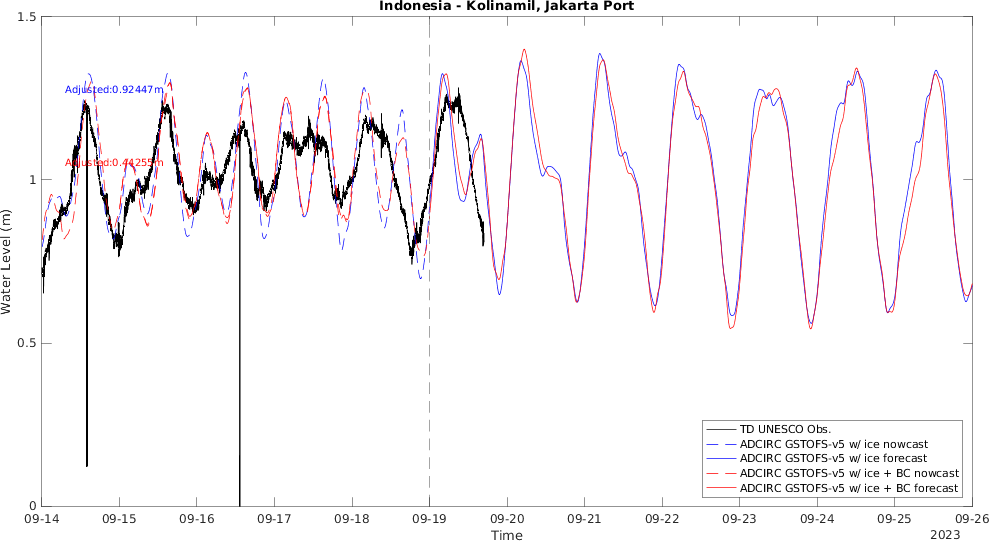 Indonesia - Kolinamil, Jakarta Port
1.5
1
0.5
0
Water Level (m)
Adjusted:0.92447m
Adjusted:0.44255m
TD UNESCO Obs.
ADCIRC GSTOFS-v5 w/ ice nowcast
ADCIRC GSTOFS-v5 w/ ice forecast
ADCIRC GSTOFS-v5 w/ ice + BC nowcast
ADCIRC GSTOFS-v5 w/ ice + BC forecast
09-14 09-15 09-16 09-17 09-18 09-19 09-20 09-21 09-22 09-23 09-24 09-25 09-26
Time
2023